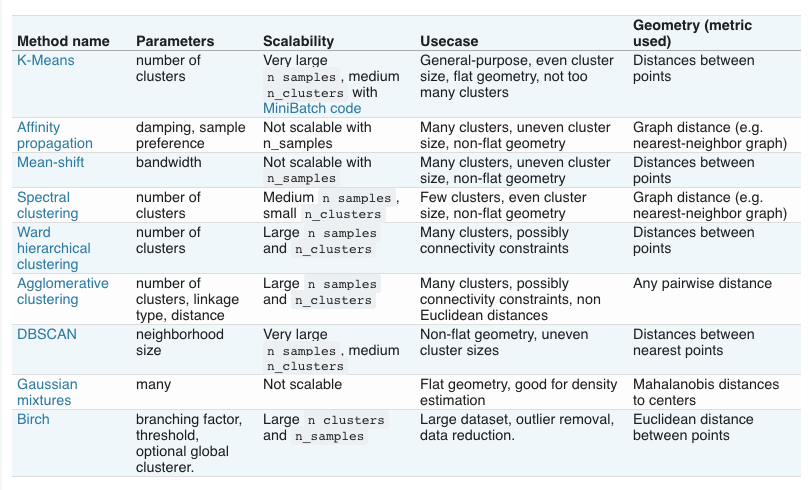 Method name Parameters Scalability Usecase Geometry (metric used)
K-Means number of clusters Very large n_samples, medium n_clusters with MiniBatch code General-purpose, even cluster size, flat geometry, not too many clusters Distances between points
Affinity propagation damping, sample preference Not scalable with n_samples Many clusters, uneven cluster size, non-flat geometry Graph distance (e.g. nearest-neighbor graph)
Mean-shift bandwidth Not scalable with n_samples Many clusters, uneven cluster size, non-flat geometry Distances between points
Spectral clustering number of clusters Medium n_samples, small n_clusters Few clusters, even cluster size, non-flat geometry Graph distance (e.g. nearest-neighbor graph)
Ward hierarchical clustering number of clusters Large n_samples and n_clusters Many clusters, possibly connectivity constraints Distances between points
Agglomerative clustering number of clusters, linkage type, distance Large n_samples and n_clusters Many clusters, possibly connectivity constraints, non Euclidean distances Any pairwise distance
DBSCAN neighborhood size Very large n_samples, medium n_clusters Non-flat geometry, uneven cluster sizes Distances between nearest points
Gaussian mixtures many Not scalable Flat geometry, good for density estimation Mahalanobis distances to centers
Birch branching factor, threshold, optional global clusterer. Large n_clusters and n_samples Large dataset, outlier removal, data reduction. Euclidean distance between points